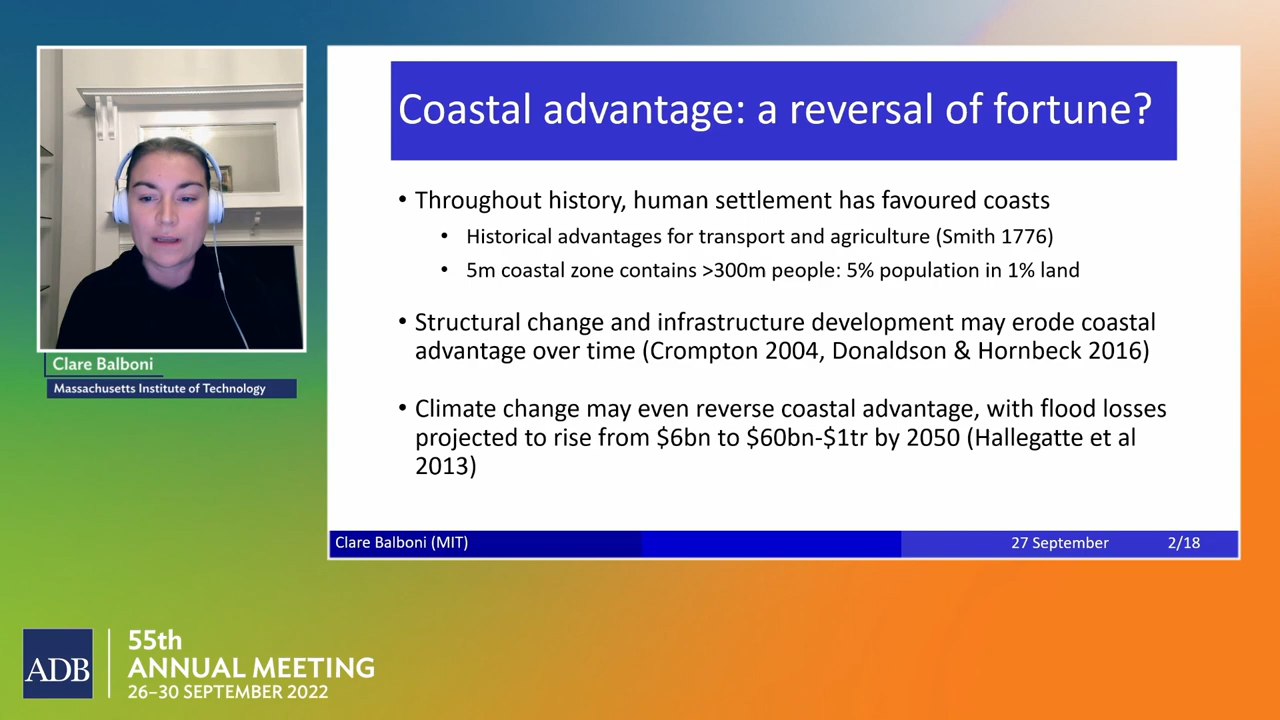 Coastal advantage: a reversal of fortune?
• Throughout history, human settlement has favoured coasts
• Historical advantages for transport and agriculture (Smith 1776)
• 5m coastal zone contains >300m people: 5% population in 1% land
• Structural change and infrastructure development may erode coastal
advantage over time (Crompton 2004, Donaldson & Hornbeck 2016)
• Climate change may even reverse coastal advantage, with flood losses
projected to rise from $6bn to $60bn-$1tr by 2050 (Hallegatte et al
2013)
Clare Balboni (MIT)
27 September
2/18
Clare Balboni
Massachusetts Institute of Technology
ADB
55th
ANNUAL MEETING
26–30 SEPTEMBER 2022